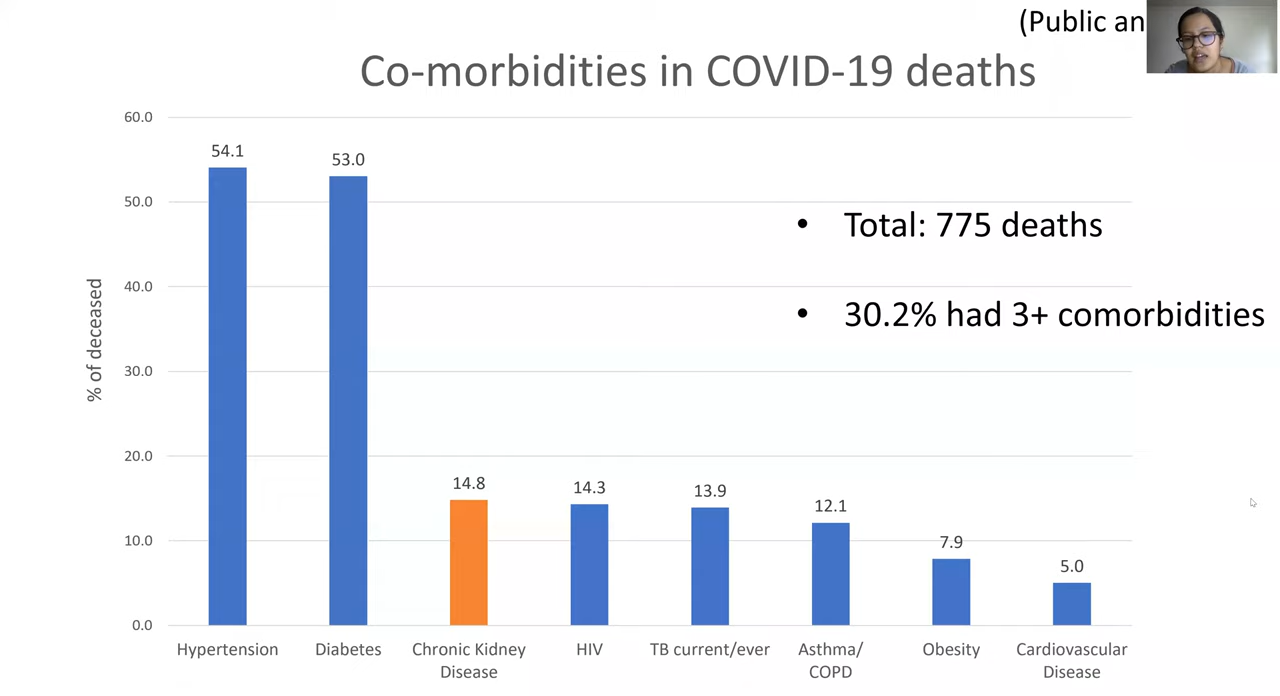 (Public an
Co-morbidities in COVID-19 deaths
60.0
50.0
40.0
30.0
20.0
10.0
0.0
% of deceased
54.1
53.0
14.8
14.3
13.9
12.1
7.9
5.0
• Total: 775 deaths
• 30.2% had 3+ comorbidities
Hypertension
Diabetes
Chronic Kidney
Disease
HIV
TB current/ever
Asthma/
COPD
Obesity
Cardiovascular
Disease